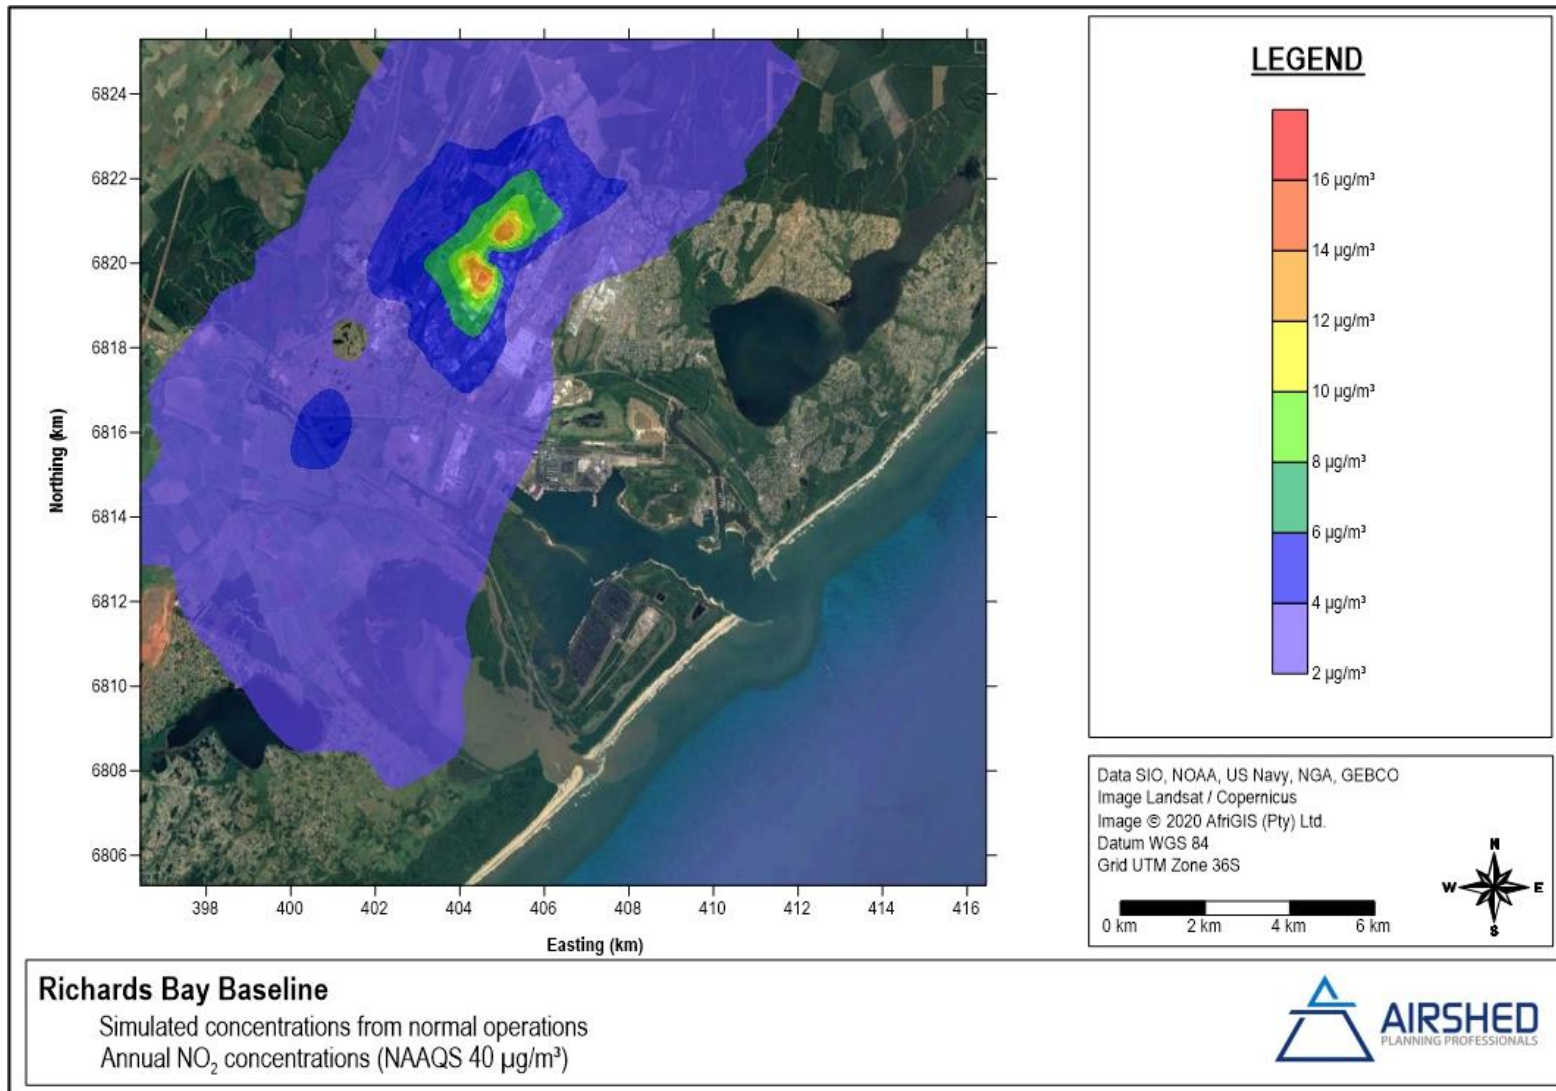 LEGEND
16 µg/m³
14 µg/m³
12 µg/m³
10 µg/m³
8 µg/m³
6 µg/m³
4 µg/m³
2 µg/m³
6824
6822
6820
6818
6816
6814
6812
6810
6808
6806
Northing (km)
398 400 402 404 406 408 410 412 414 416
Easting (km)
Data SIO, NOAA, US Navy, NGA, GEBCO
Image Landsat / Copernicus
Image © 2020 AfriGIS (Pty) Ltd.
Datum WGS 84
Grid UTM Zone 36S
N
W E
S
0 km 2 km 4 km 6 km
Richards Bay Baseline
Simulated concentrations from normal operations
Annual NO₂ concentrations (NAAQS 40 µg/m³)
AIRSHED
PLANNING PROFESSIONALS